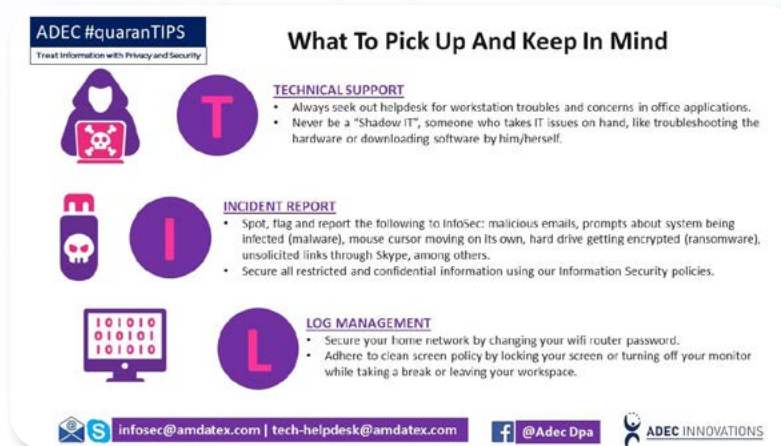 ADEC #quaranTIPS
Treat Information with Privacy and Security
What To Pick Up And Keep In Mind
T
TECHNICAL SUPPORT
• Always seek out helpdesk for workstation troubles and concerns in office applications.
• Never be a "Shadow IT", someone who takes IT issues on hand, like troubleshooting the
hardware or downloading software by him/herself.
I
INCIDENT REPORT
• Spot, flag and report the following to InfoSec: malicious emails, prompts about system being
infected (malware), mouse cursor moving on its own, hard drive getting encrypted (ransomware),
unsolicited links through Skype, among others.
• Secure all restricted and confidential information using our Information Security policies.
101010
010101
101010
L
LOG MANAGEMENT
• Secure your home network by changing your wifi router password.
• Adhere to clean screen policy by locking your screen or turning off your monitor
while taking a break or leaving your workspace.
@ S infosec@amdatex.com | tech-helpdesk@amdatex.com f @Adec Dpa ADEC INNOVATIONS